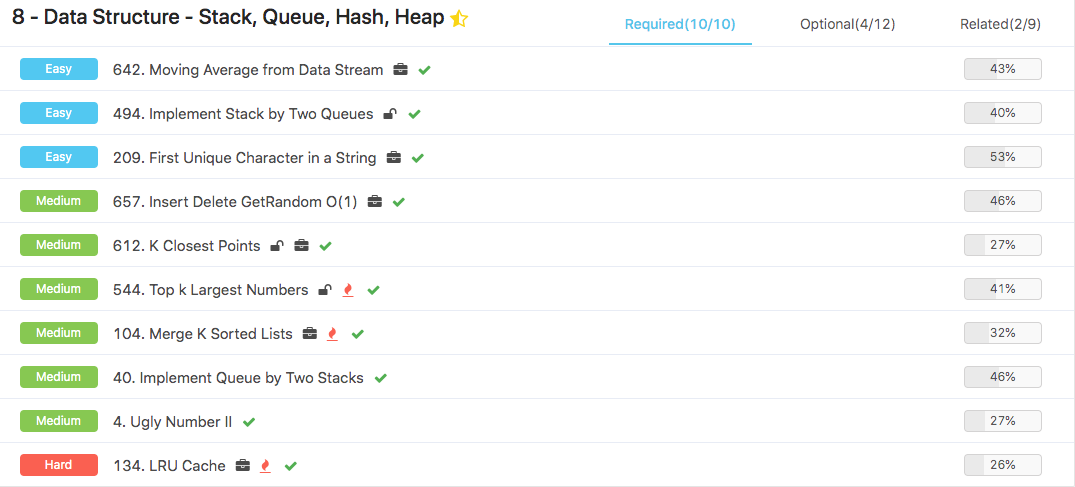 8 - Data Structure - Stack, Queue, Hash, Heap Required(10/10) Optional(4/12) Related(2/9)
Easy 642. Moving Average from Data Stream 43%
Easy 494. Implement Stack by Two Queues 40%
Easy 209. First Unique Character in a String 53%
Medium 657. Insert Delete GetRandom O(1) 46%
Medium 612. K Closest Points 27%
Medium 544. Top k Largest Numbers 41%
Medium 104. Merge K Sorted Lists 32%
Medium 40. Implement Queue by Two Stacks 46%
Medium 4. Ugly Number II 27%
Hard 134. LRU Cache 26%